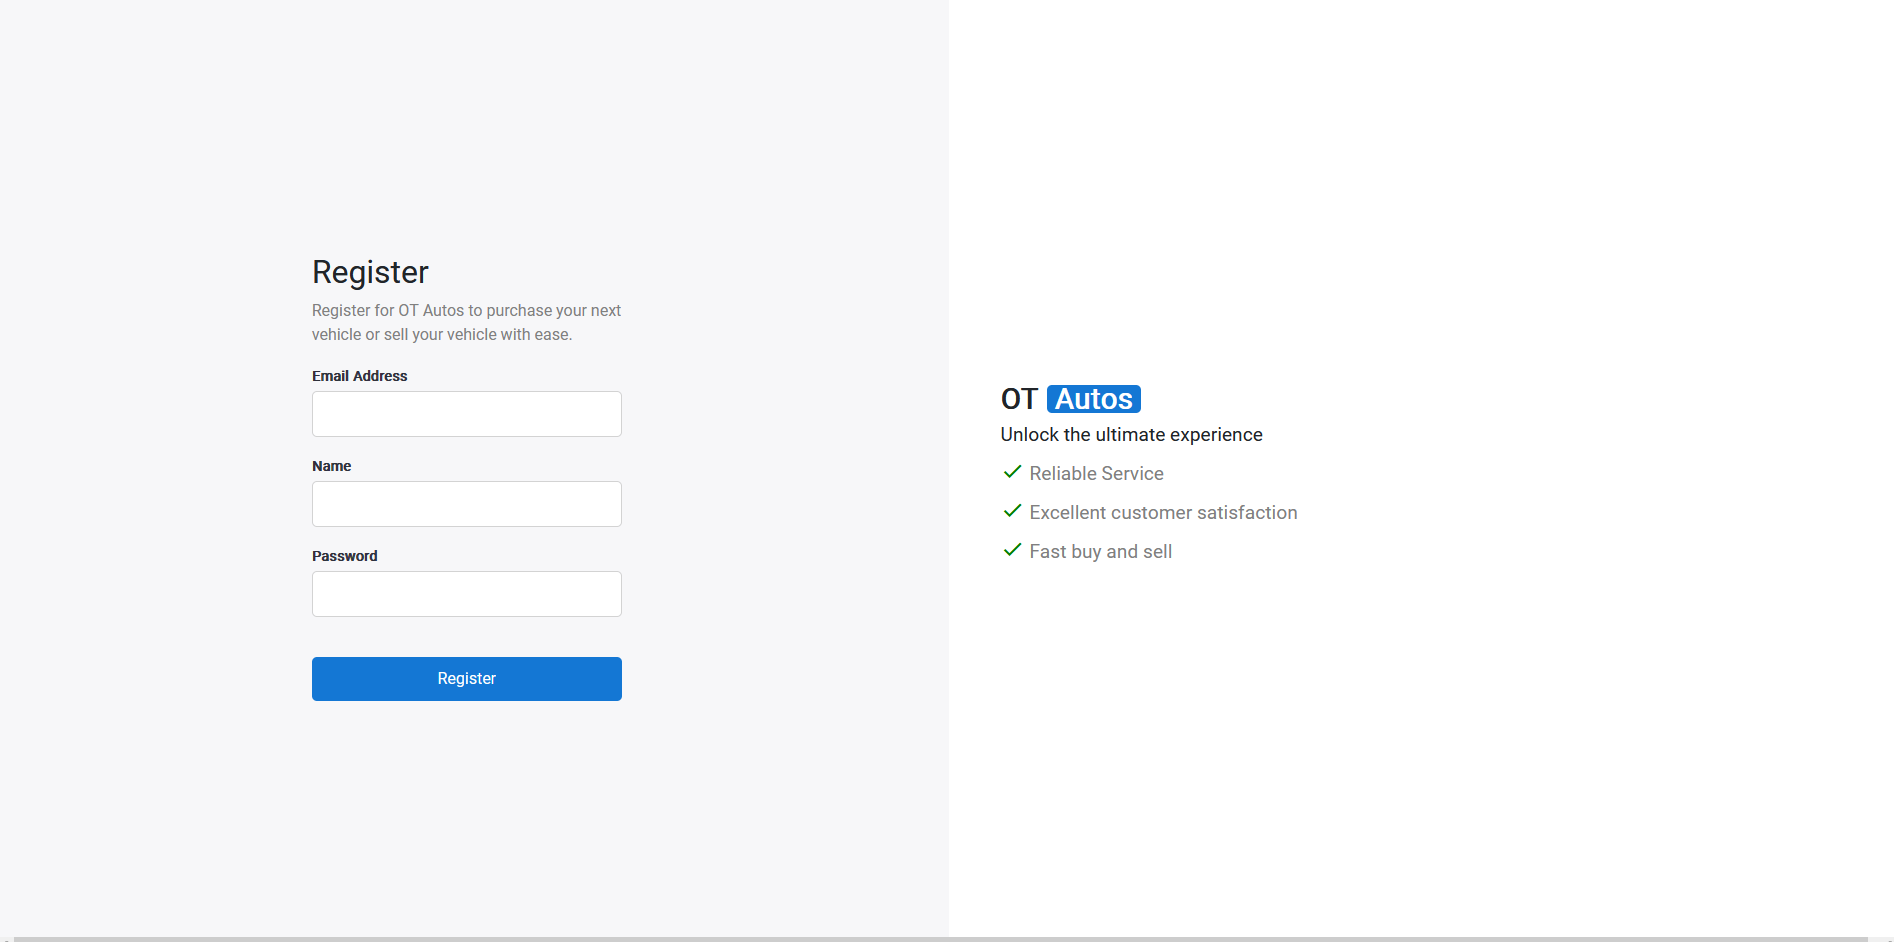 Register
Register for OT Autos to purchase your next
vehicle or sell your vehicle with ease.
Email Address
Name
Password
Register
OT Autos
Unlock the ultimate experience
Reliable Service
Excellent customer satisfaction
Fast buy and sell